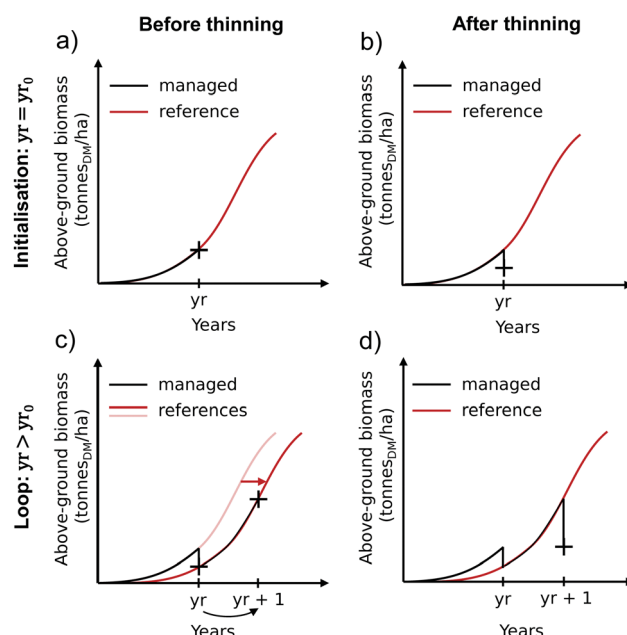 Before thinning
After thinning
Initialisation: yr = yr₀
a)
Above-ground biomass
(tonnes_DM/ha)
managed
reference
yr
Years
b)
Above-ground biomass
(tonnes_DM/ha)
managed
reference
yr
Years
Loop: yr > yr₀
c)
Above-ground biomass
(tonnes_DM/ha)
managed
references
yr
yr + 1
Years
d)
Above-ground biomass
(tonnes_DM/ha)
managed
reference
yr
yr + 1
Years